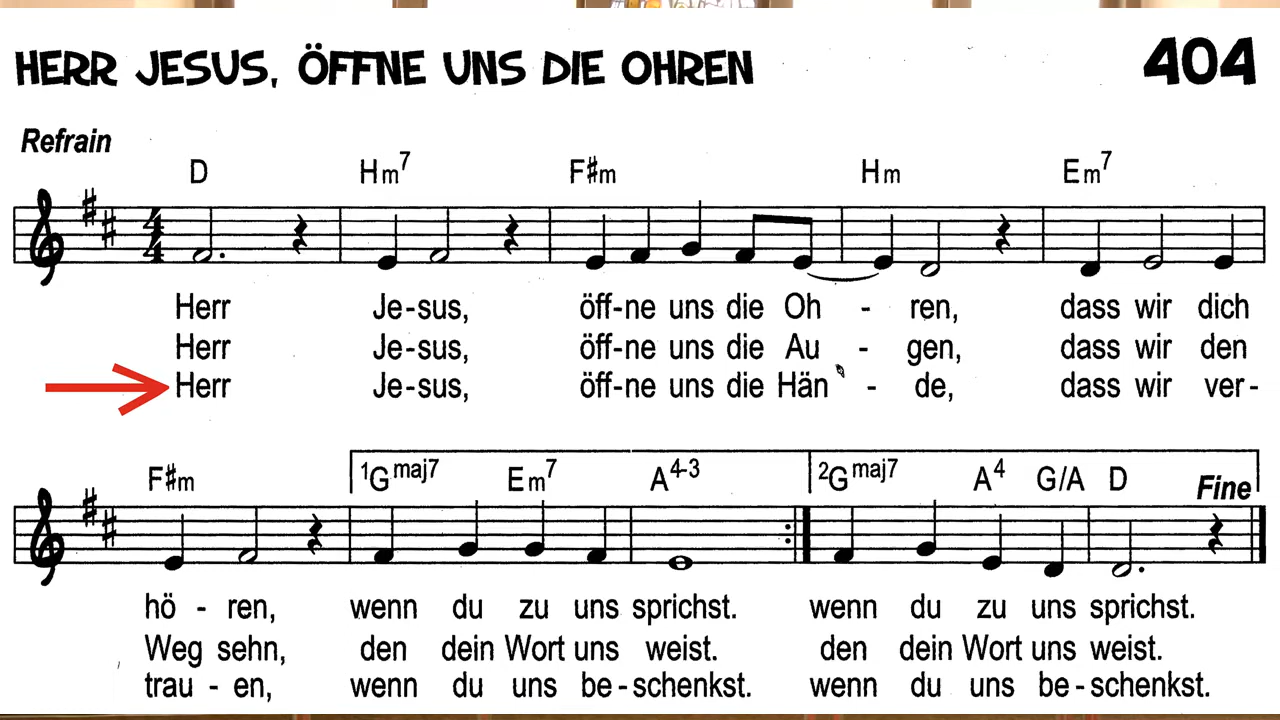 HERR JESUS, ÖFFNE UNS DIE OHREN 404
Refrain
D Hm7 F#m Hm Em7
4/4
Herr Je-sus, öff-ne uns die Oh - ren, dass wir dich
Herr Je-sus, öff-ne uns die Au - gen, dass wir den
Herr Je-sus, öff-ne uns die Hän - de, dass wir ver-
F#m 1Gmaj7 Em7 A4-3 2Gmaj7 A4 G/A D Fine
hö - ren, wenn du zu uns sprichst. wenn du zu uns sprichst.
Weg sehn, den dein Wort uns weist. den dein Wort uns weist.
trau - en, wenn du uns be-schenkst. wenn du uns be-schenkst.